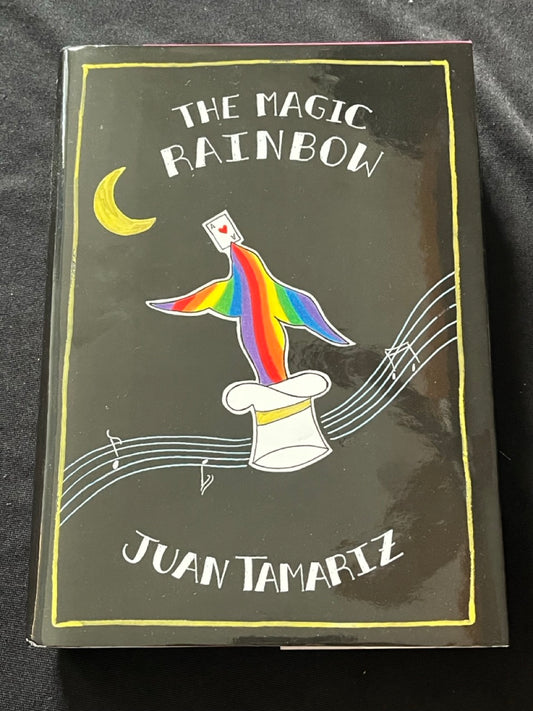 THE MAGIC
RAINBOW
A
A
JUAN TAMARIZ